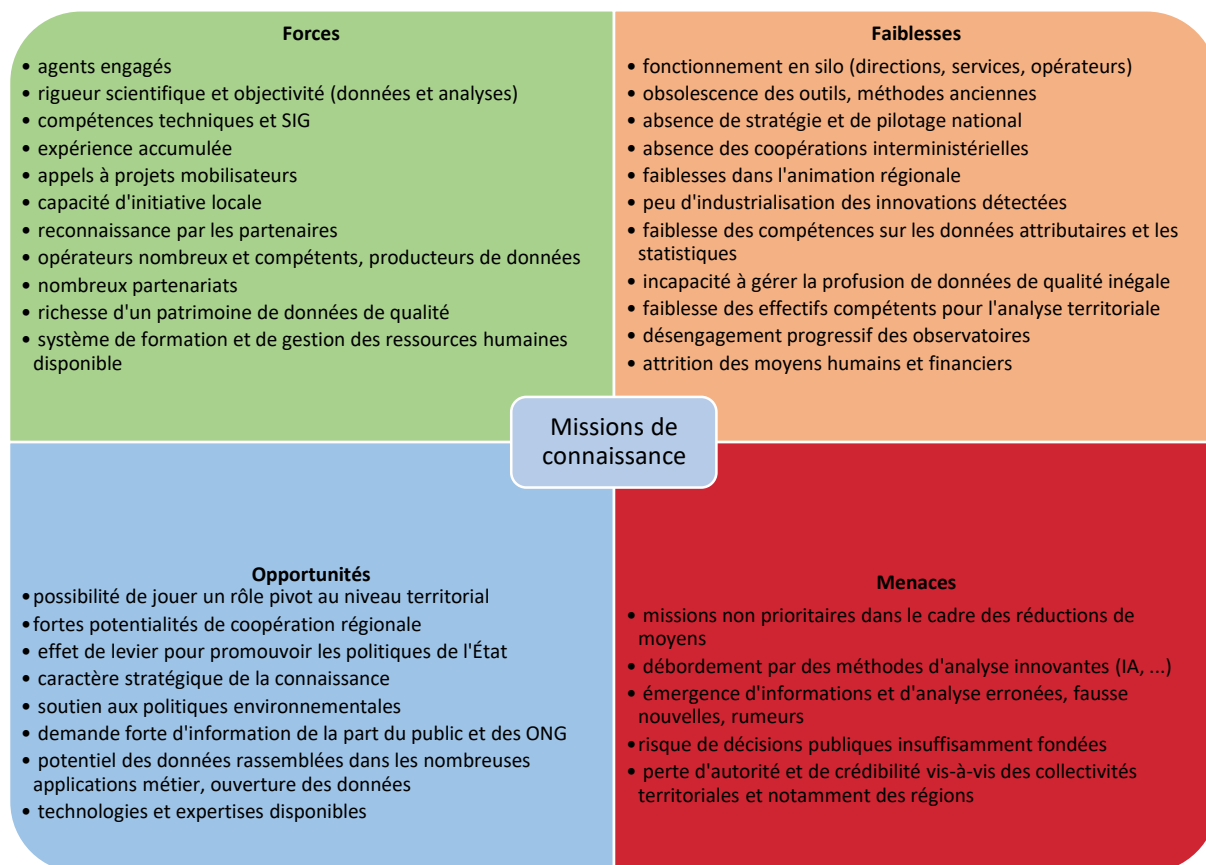 Forces
• agents engagés
• rigueur scientifique et objectivité (données et analyses)
• compétences techniques et SIG
• expérience accumulée
• appels à projets mobilisateurs
• capacité d'initiative locale
• reconnaissance par les partenaires
• opérateurs nombreux et compétents, producteurs de données
• nombreux partenariats
• richesse d'un patrimoine de données de qualité
• système de formation et de gestion des ressources humaines
disponible
Faiblesses
• fonctionnement en silo (directions, services, opérateurs)
• obsolescence des outils, méthodes anciennes
• absence de stratégie et de pilotage national
• absence des coopérations interministérielles
• faiblesses dans l'animation régionale
• peu d'industrialisation des innovations détectées
• faiblesse des compétences sur les données attributaires et les
statistiques
• incapacité à gérer la profusion de données de qualité inégale
• faiblesse des effectifs compétents pour l'analyse territoriale
• désengagement progressif des observatoires
• attrition des moyens humains et financiers
Missions de
connaissance
Opportunités
• possibilité de jouer un rôle pivot au niveau territorial
• fortes potentialités de coopération régionale
• effet de levier pour promouvoir les politiques de l'État
• caractère stratégique de la connaissance
• soutien aux politiques environnementales
• demande forte d'information de la part du public et des ONG
• potentiel des données rassemblées dans les nombreuses
applications métier, ouverture des données
• technologies et expertises disponibles
Menaces
• missions non prioritaires dans le cadre des réductions de
moyens
• débordement par des méthodes d'analyse innovantes (IA, ...)
• émergence d'informations et d'analyse erronées, fausse
nouvelles, rumeurs
• risque de décisions publiques insuffisamment fondées
• perte d'autorité et de crédibilité vis-à-vis des collectivités
territoriales et notamment des régions